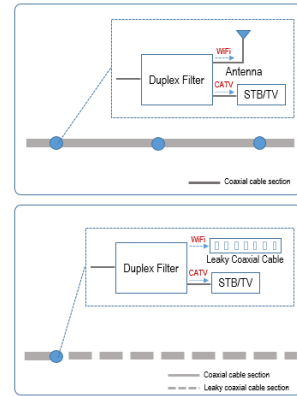 WiFi
Antenna
Duplex Filter
CATV
STB/TV
Coaxial cable section
WiFi
Leaky Coaxial Cable
Duplex Filter
CATV
STB/TV
Coaxial cable section
Leaky coaxial cable section